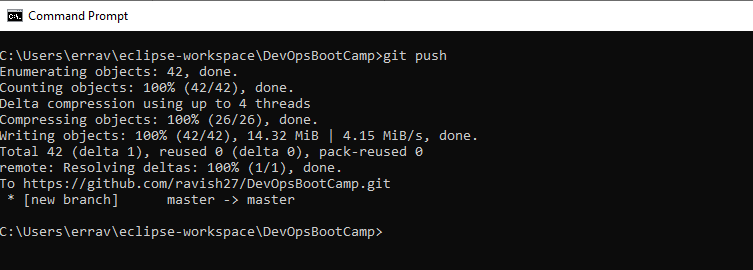 Command Prompt
C:\Users\errav\eclipse-workspace\DevOpsBootCamp>git push
Enumerating objects: 42, done.
Counting objects: 100% (42/42), done.
Delta compression using up to 4 threads
Compressing objects: 100% (26/26), done.
Writing objects: 100% (42/42), 14.32 MiB | 4.15 MiB/s, done.
Total 42 (delta 1), reused 0 (delta 0), pack-reused 0
remote: Resolving deltas: 100% (1/1), done.
To https://github.com/ravish27/DevOpsBootCamp.git
 * [new branch]      master -> master
C:\Users\errav\eclipse-workspace\DevOpsBootCamp>